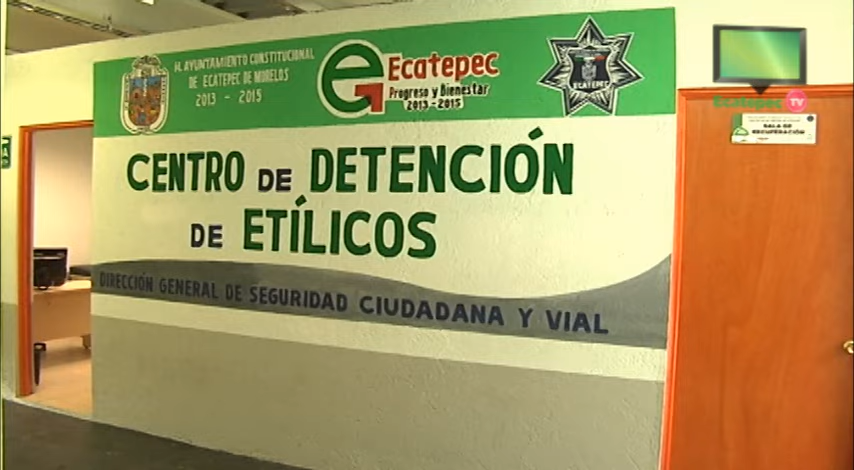 H. AYUNTAMIENTO CONSTITUCIONAL
DE ECATEPEC DE MORELOS
2013 - 2015
Ecatepec
Progreso y Bienestar
2013-2015
ECATEPEC
CENTRO DE DETENCIÓN
DE ETÍLICOS
DIRECCIÓN GENERAL DE SEGURIDAD CIUDADANA Y VIAL
Ecatepec TV
SALA DE
RECUPERACIÓN